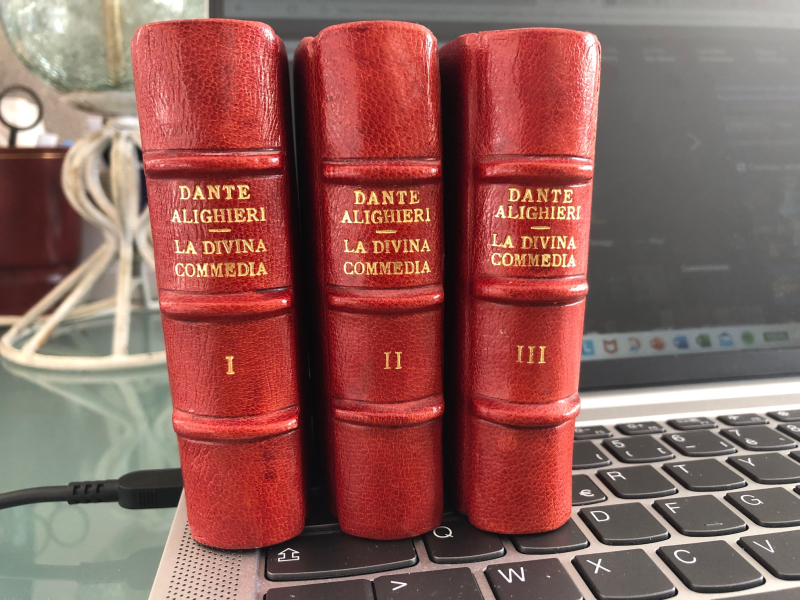 DANTE
ALIGHIERI
LA DIVINA
COMMEDIA
I
DANTE
ALIGHIERI
LA DIVINA
COMMEDIA
II
DANTE
ALIGHIERI
LA DIVINA
COMMEDIA
III
R T Y
€
Q D F G
> W X C V